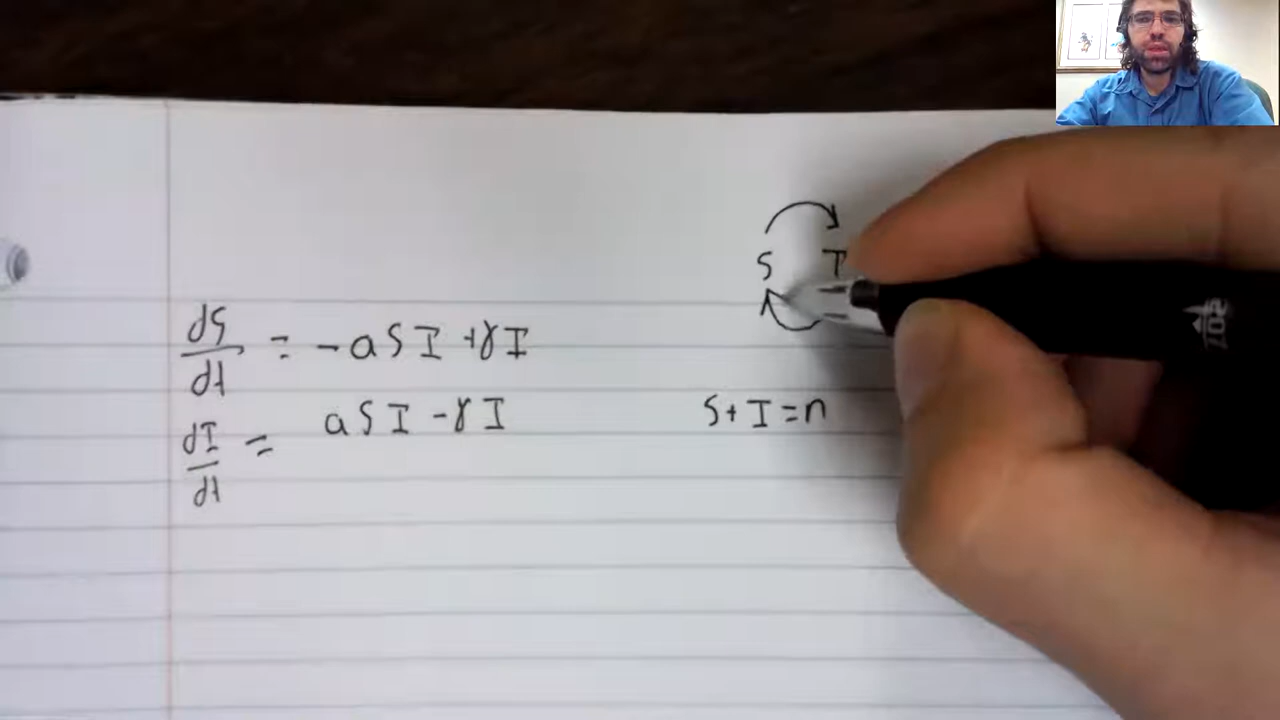 S I
dS/dt = -aSI +γI
dI/dt = aSI -γI
S+I=n